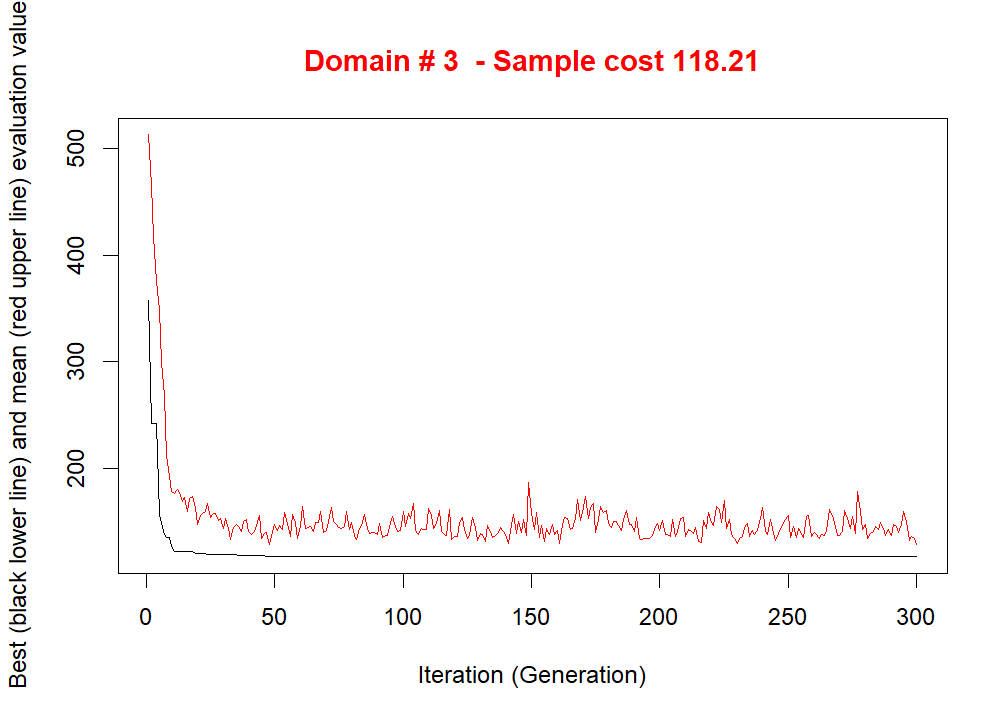 Domain # 3  - Sample cost 118.21
Best (black lower line) and mean (red upper line) evaluation value
500
400
300
200
0 50 100 150 200 250 300
Iteration (Generation)